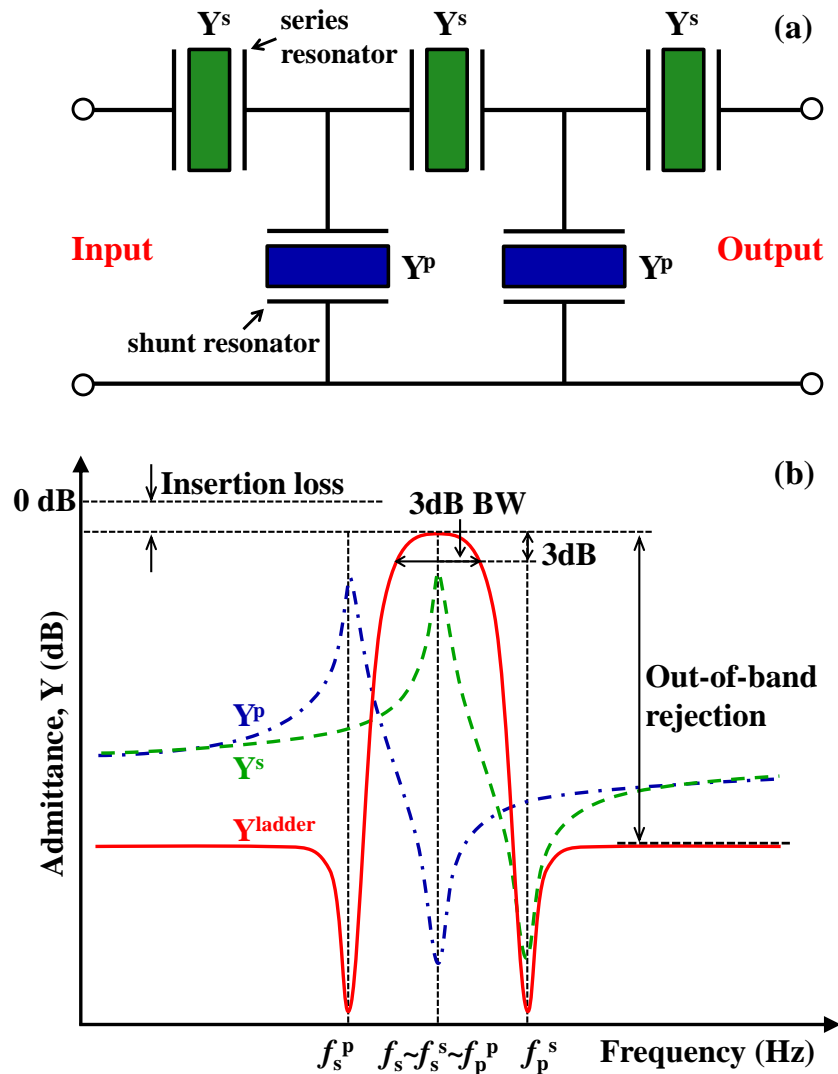 Yˢ
series
resonator
Yˢ
Yˢ
(a)
Input
Yᵖ
Yᵖ
Output
shunt resonator
(b)
0 dB
Insertion loss
3dB BW
3dB
Admittance, Y (dB)
Out-of-band
rejection
Yᵖ
Yˢ
Yˡᵃᵈᵈᵉʳ
fₛᵖ
fₛ~fₛˢ~fₚᵖ
fₚˢ
Frequency (Hz)